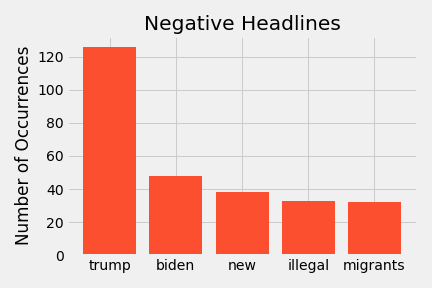 Negative Headlines
Number of Occurrences
120
100
80
60
40
20
0
trump biden new illegal migrants